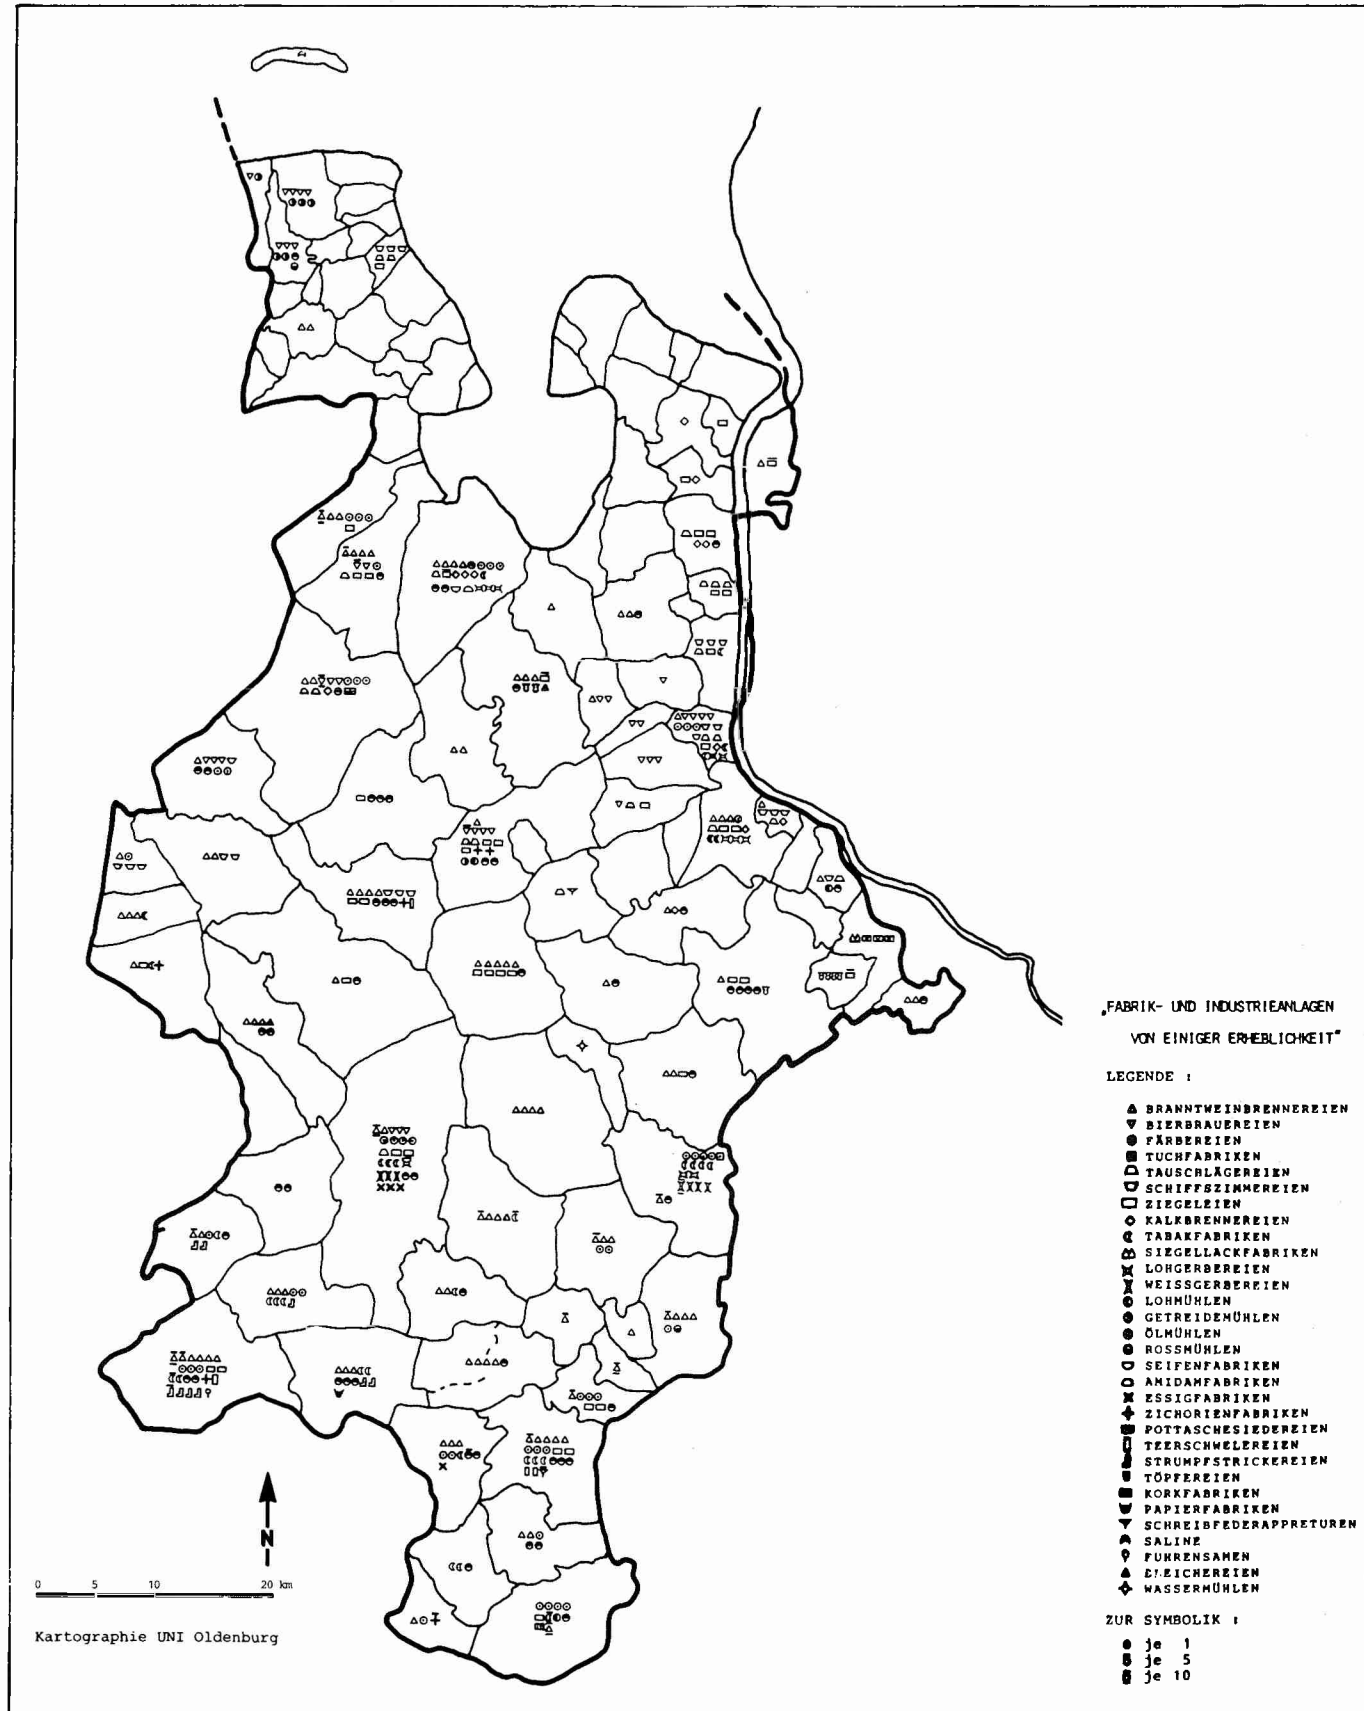 „FABRIK- UND INDUSTRIEANLAGEN
VON EINIGER ERHEBLICHKEIT"
LEGENDE :
BRANNTWEINBRENNEREIEN
BIERBRAUEREIEN
FÄRBEREIEN
TUCHFABRIKEN
TAUSCHLÄGEREIEN
SCHIFFSZIMMEREIEN
ZIEGELEIEN
KALKBRENNEREIEN
TABAKFABRIKEN
SIEGELLACKFABRIKEN
LOHGERBEREIEN
WEISSGERBEREIEN
LOHMÜHLEN
GETREIDEMÜHLEN
ÖLMÜHLEN
ROSSMÜHLEN
SEIFENFABRIKEN
AMIDAMFABRIKEN
ESSIGFABRIKEN
ZICHORIENFABRIKEN
POTTASCHESIEDEREIEN
TEERSCHWELEREIEN
STRUMPFSTRICKEREIEN
TÖPFEREIEN
KORKFABRIKEN
PAPIERFABRIKEN
SCHREIBFEDERAPPRETUREN
SALINE
FUHRENSAMEN
BLEICHEREIEN
WASSERMÜHLEN
ZUR SYMBOLIK :
je 1
je 5
je 10
N
0 5 10 20 km
Kartographie UNI Oldenburg